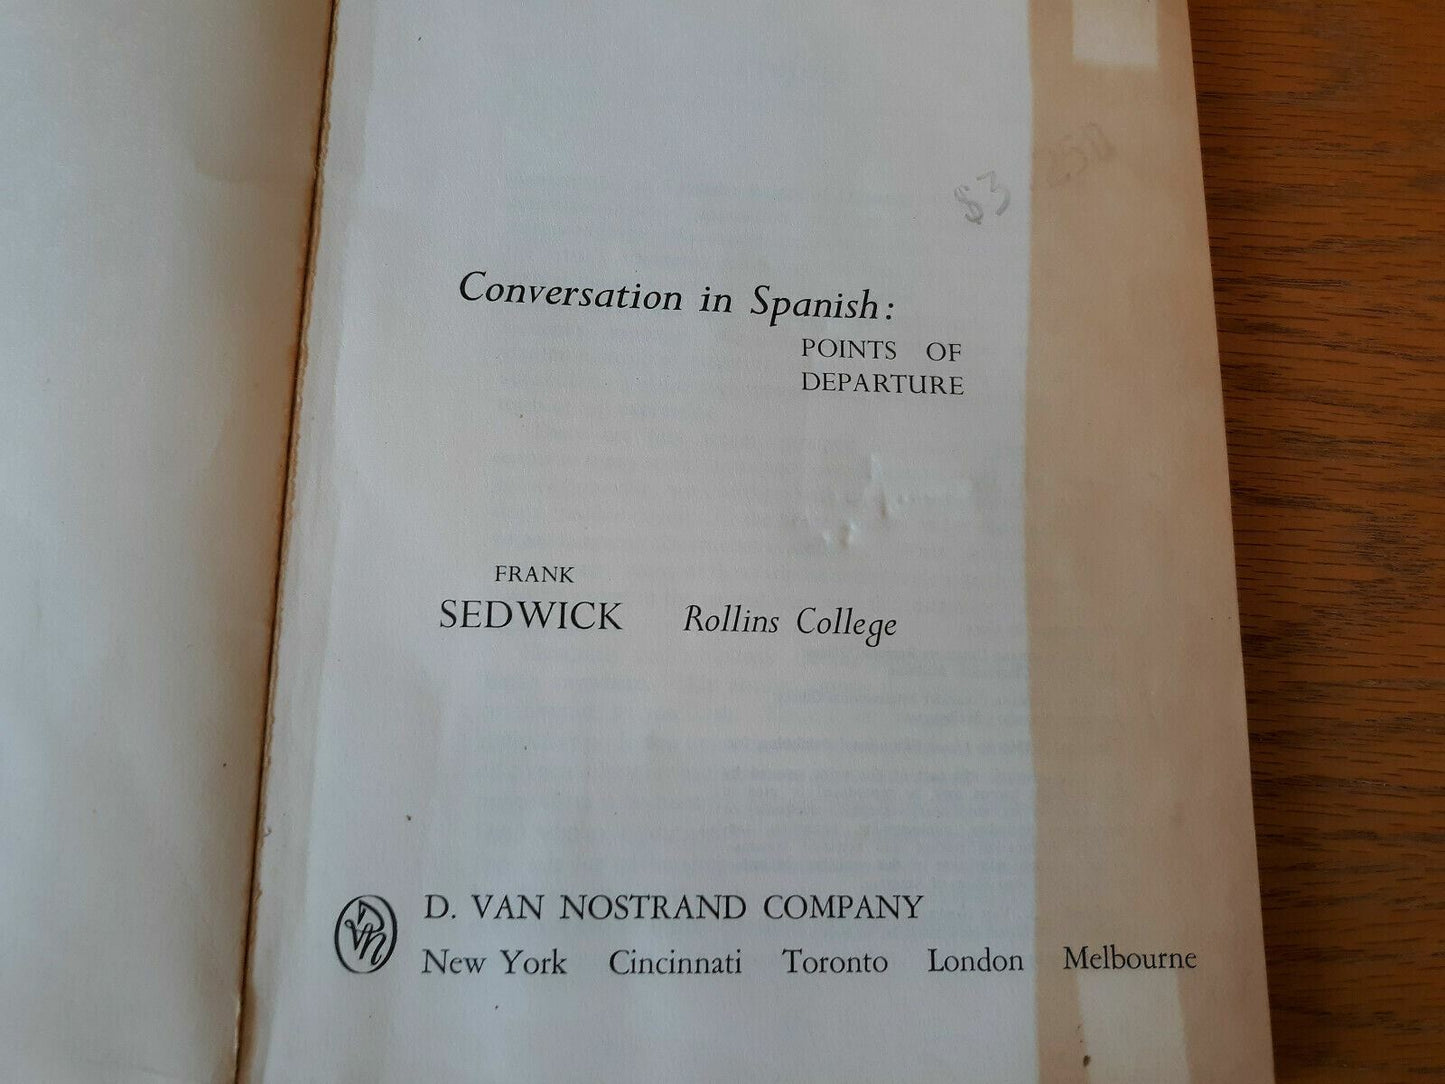 Conversation in Spanish:
POINTS OF
DEPARTURE
FRANK
SEDWICK Rollins College
D. VAN NOSTRAND COMPANY
New York Cincinnati Toronto London Melbourne